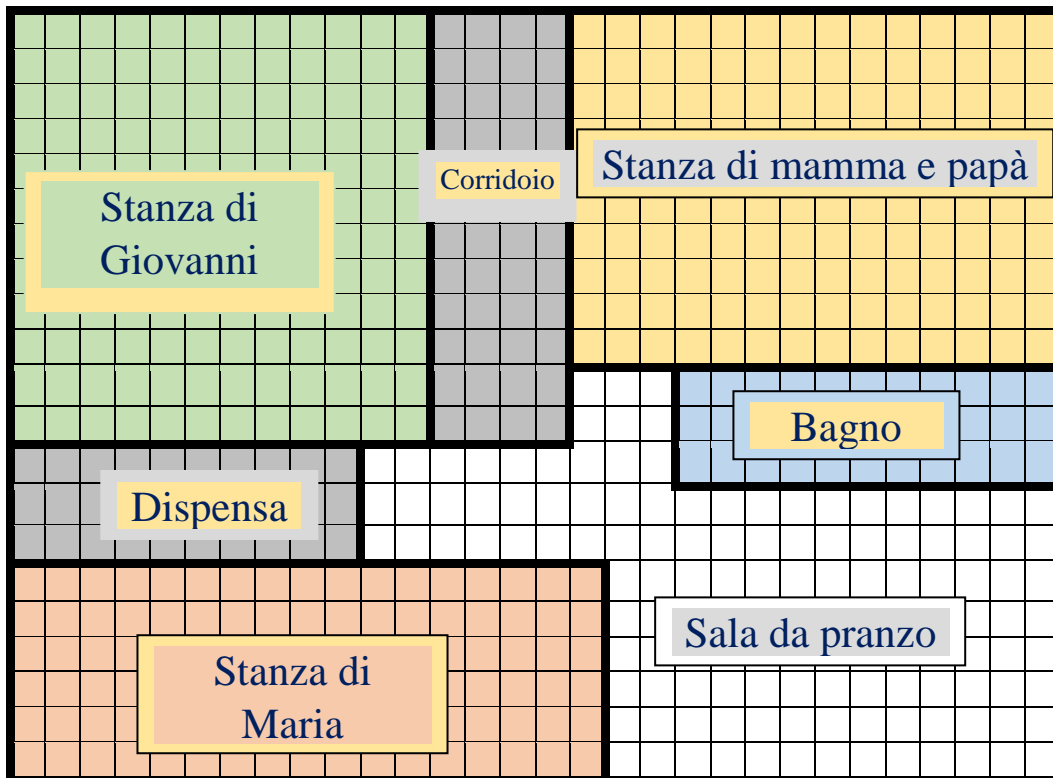 Stanza di
Giovanni
Corridoio
Stanza di mamma e papà
Bagno
Dispensa
Sala da pranzo
Stanza di
Maria